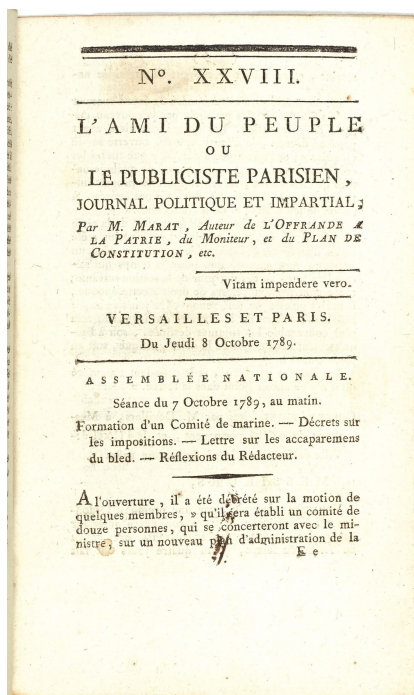 Nº. XXVIII.
L'AMI DU PEUPLE
OU
LE PUBLICISTE PARISIEN,
JOURNAL POLITIQUE ET IMPARTIAL;
Par M. MARAT, Auteur de L'OFFRANDE A
LA PATRIE, du Moniteur, et du PLAN DE
CONSTITUTION, etc.
Vitam impendere vero.
VERSAILLES ET PARIS.
Du Jeudi 8 Octobre 1789.
ASSEMBLÉE NATIONALE.
Séance du 7 Octobre 1789, au matin.
Formation d'un Comité de marine. — Décrets sur
les impositions. — Lettre sur les accaparemens
du bled. — Réflexions du Rédacteur.
A l'ouverture, il a été décrété sur la motion de
quelques membres, » qu'il sera établi un comité de
douze personnes, qui se concerteront avec le mi-
nistre, sur un nouveau plan d'administration de la
E e